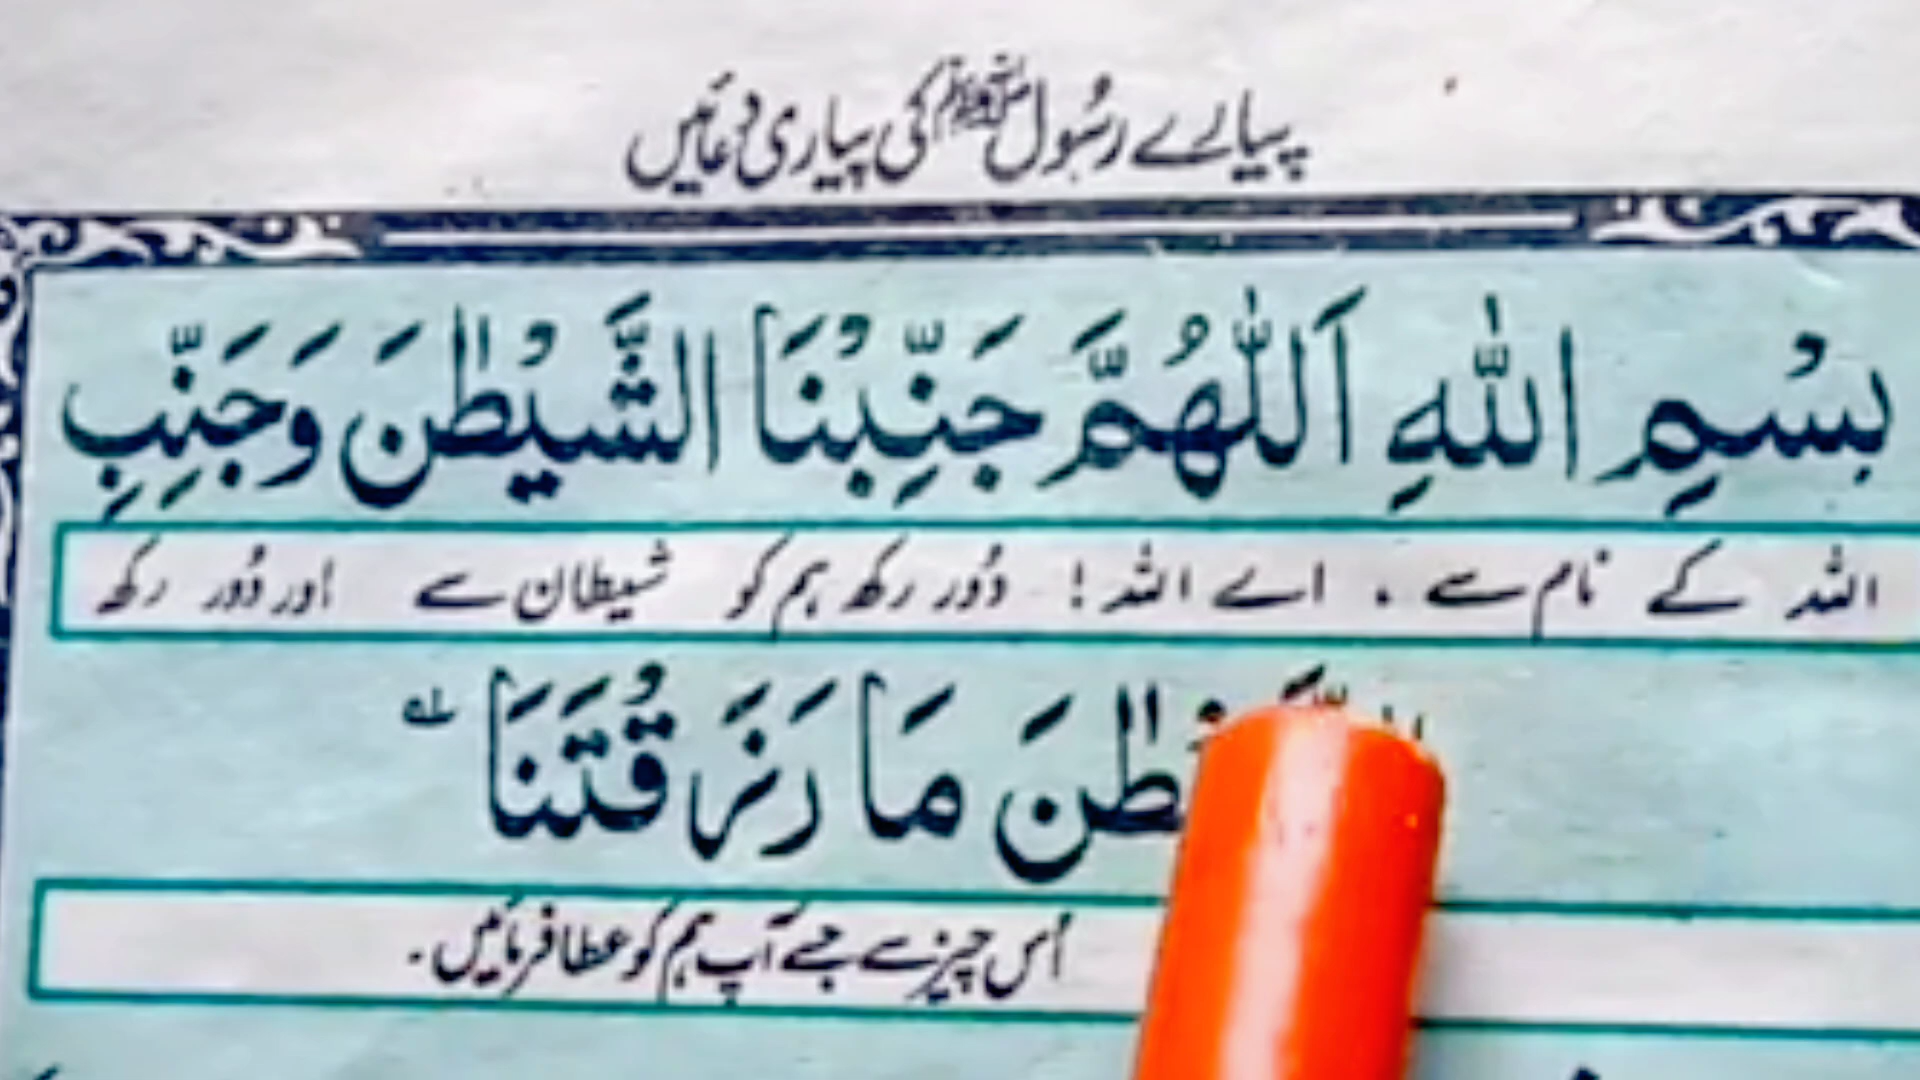 پیارے رسول ﷺ کی پیاری دعائیں
بِسْمِ اللّٰهِ اَللّٰهُمَّ جَنِّبْنَا الشَّيْطٰنَ وَجَنِّبِ
اللہ کے نام سے . اے اللہ! دُور رکھ ہم کو شیطان سے اور دُور رکھ
مَا رَزَقْتَنَا
اُس چیز سے جسے آپ ہم کو عطا فرمائیں .